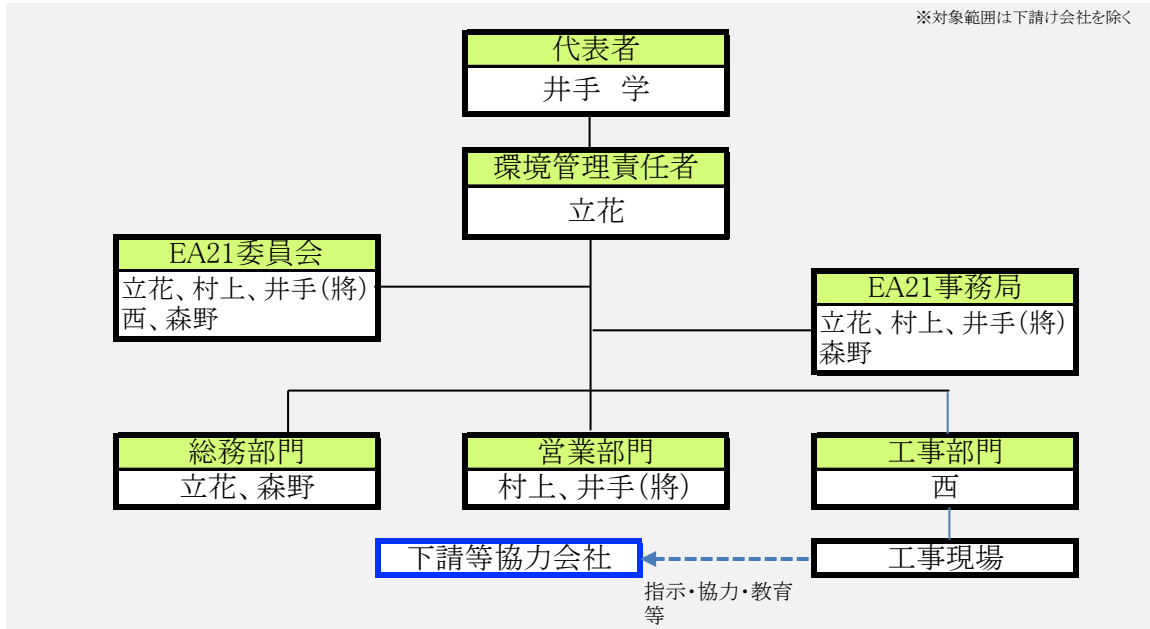 ※対象範囲は下請け会社を除く
代表者
井手　学
環境管理責任者
立花
EA21委員会
立花、村上、井手(將)
西、森野
EA21事務局
立花、村上、井手(將)
森野
総務部門
立花、森野
営業部門
村上、井手(將)
工事部門
西
下請等協力会社
工事現場
指示・協力・教育
等